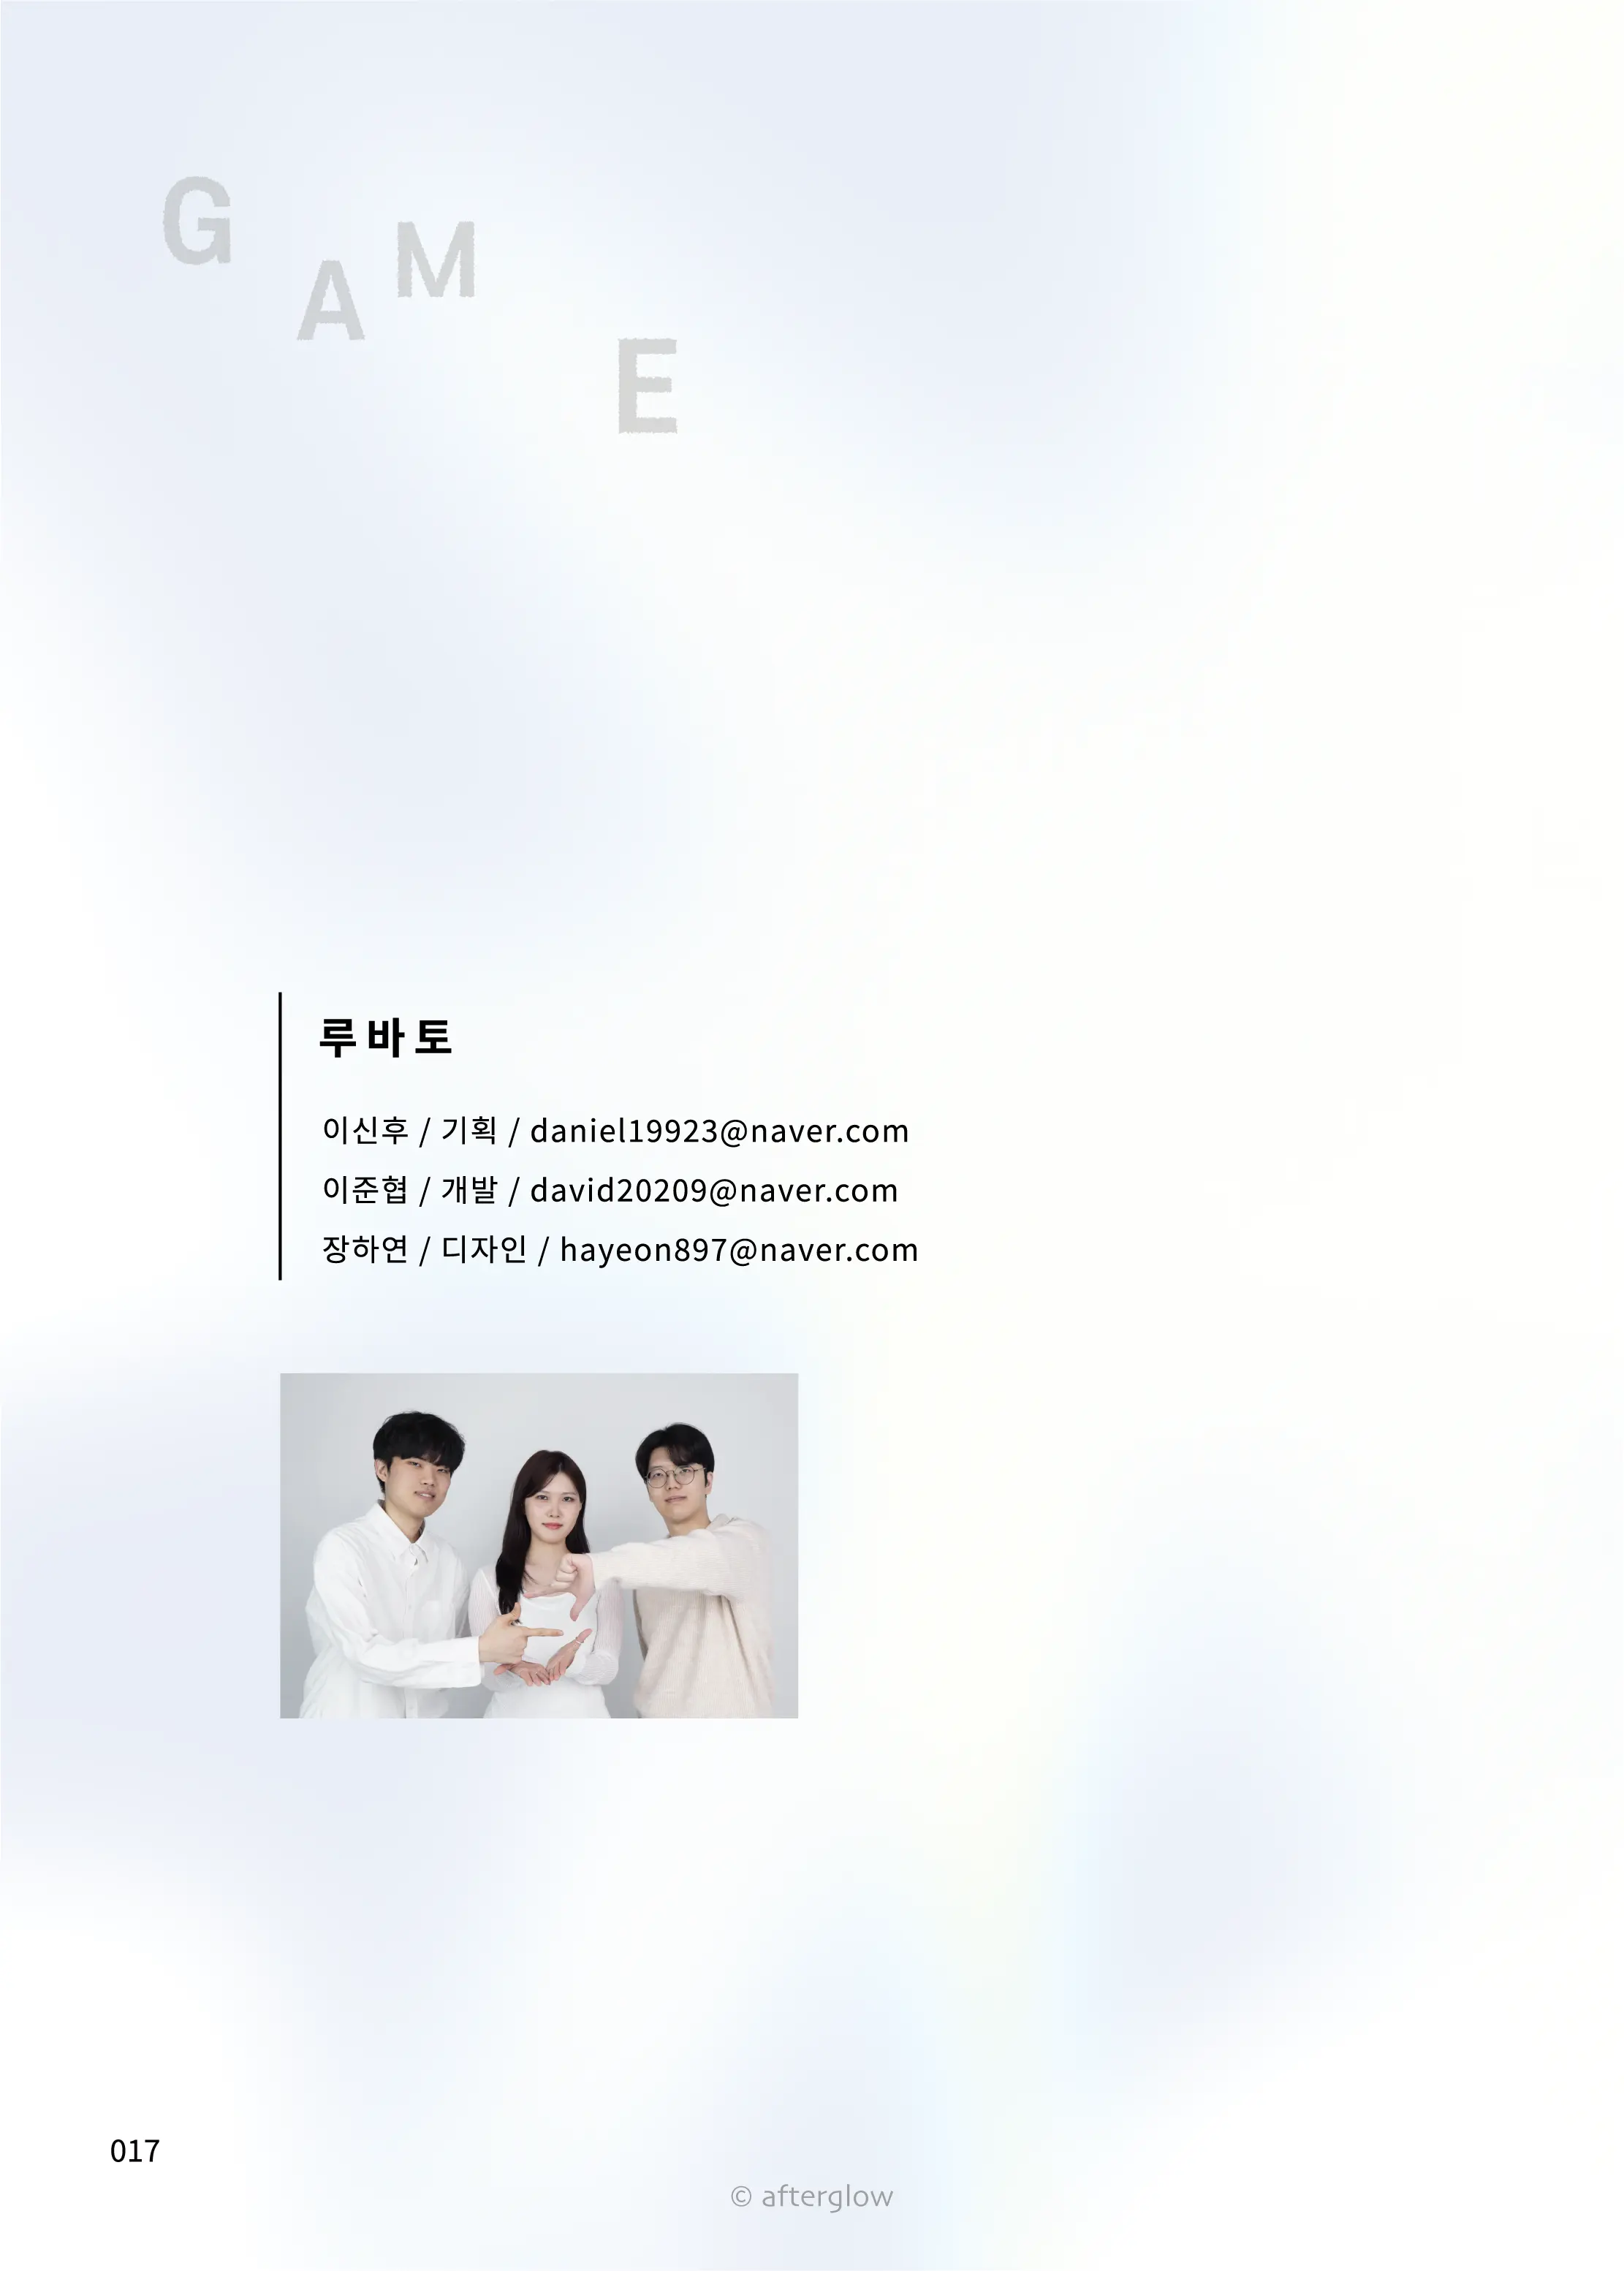 GAME
루바토
이신후 / 기획 / daniel19923@naver.com
이준협 / 개발 / david20209@naver.com
장하연 / 디자인 / hayeon897@naver.com
017
© afterglow